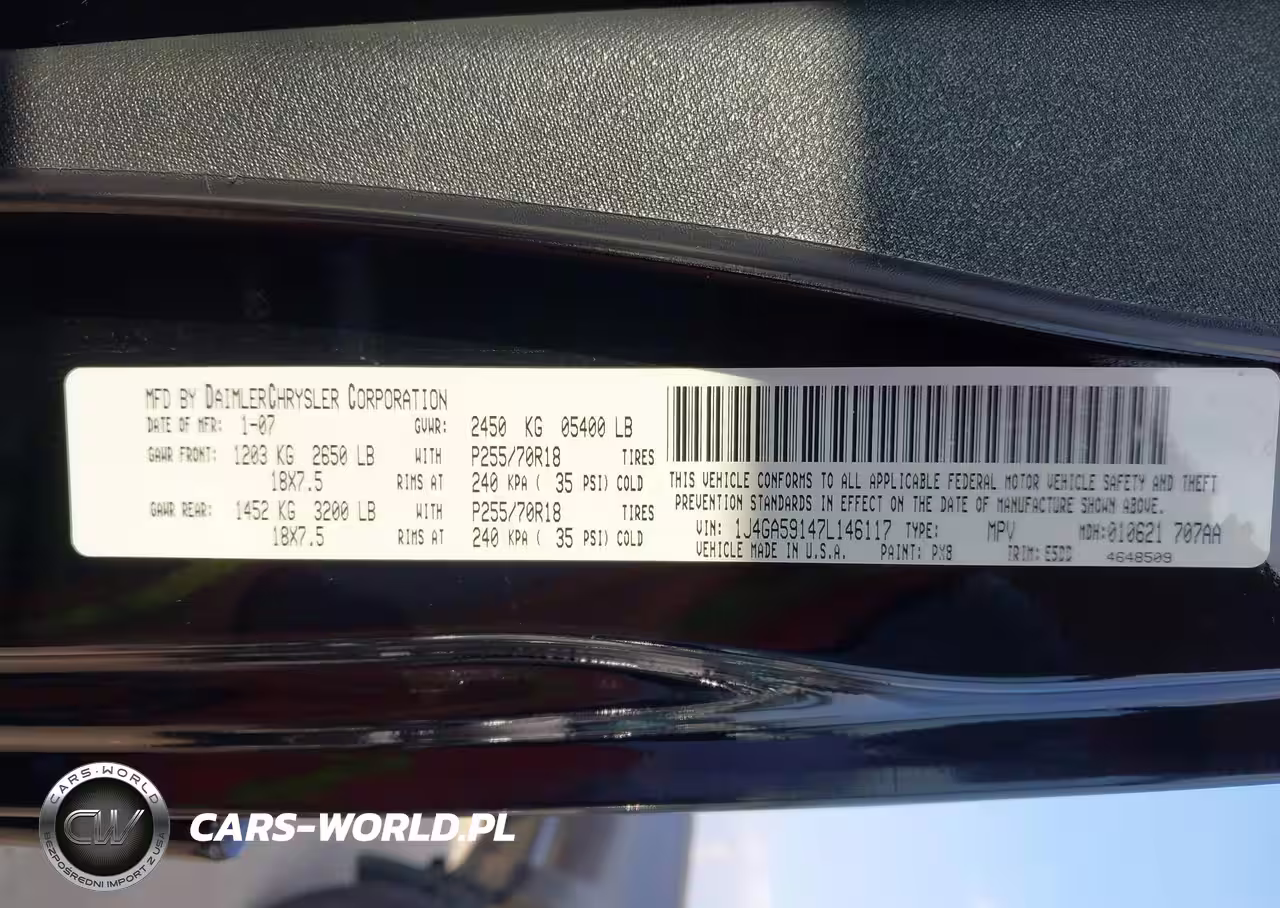 MFD BY DAIMLERCHRYSLER CORPORATION
DATE OF MFR: 1-07 GVWR: 2450 KG 05400 LB
GAWR FRONT: 1203 KG 2650 LB WITH P255/70R18 TIRES
18X7.5 RIMS AT 240 KPA ( 35 PSI) COLD
GAWR REAR: 1452 KG 3200 LB WITH P255/70R18 TIRES
18X7.5 RIMS AT 240 KPA ( 35 PSI) COLD
THIS VEHICLE CONFORMS TO ALL APPLICABLE FEDERAL MOTOR VEHICLE SAFETY AND THEFT
PREVENTION STANDARDS IN EFFECT ON THE DATE OF MANUFACTURE SHOWN ABOVE.
VIN: 1J4GA59147L146117 TYPE: MPV MDH:010621 707AA
VEHICLE MADE IN U.S.A. PAINT: PX8 TRIM: E5DD 4648509
CARS-WORLD
CW
BEZPOŚREDNI IMPORT Z USA
CARS-WORLD.PL